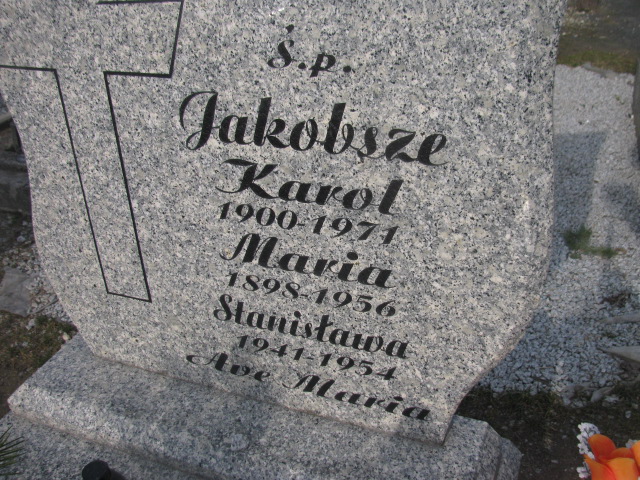 Ś.p.
Jakobsze
Karol
1900-1971
Maria
1898-1956
Stanisława
1941-1954
Ave Maria